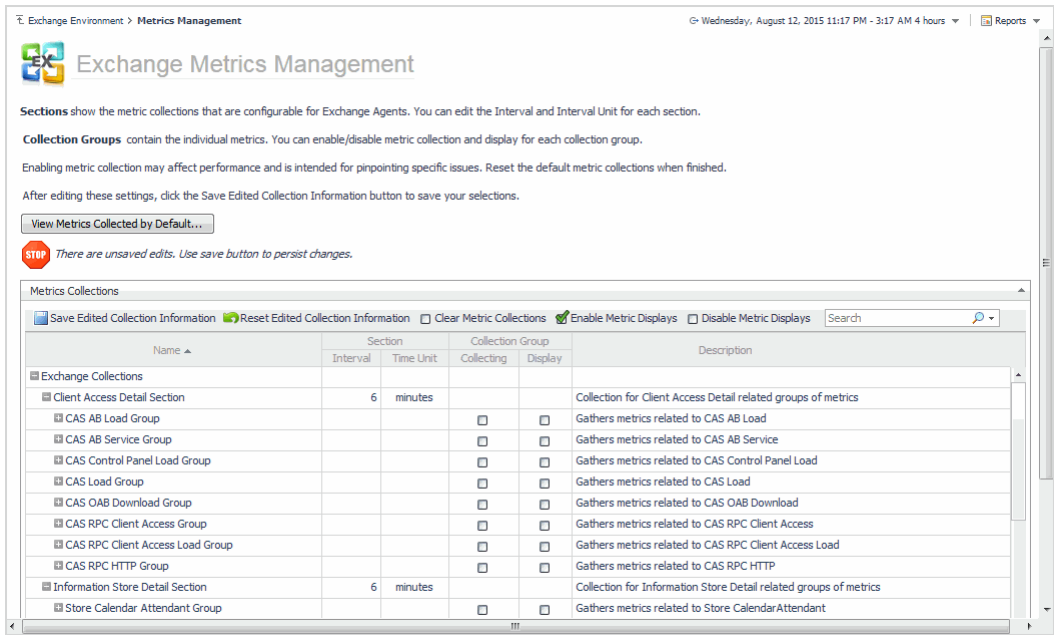 Exchange Environment > Metrics Management
Wednesday, August 12, 2015 11:17 PM - 3:17 AM 4 hours
Reports
EX
Exchange Metrics Management
Sections show the metric collections that are configurable for Exchange Agents. You can edit the Interval and Interval Unit for each section.
Collection Groups contain the individual metrics. You can enable/disable metric collection and display for each collection group.
Enabling metric collection may affect performance and is intended for pinpointing specific issues. Reset the default metric collections when finished.
After editing these settings, click the Save Edited Collection Information button to save your selections.
View Metrics Collected by Default...
STOP There are unsaved edits. Use save button to persist changes.
Metrics Collections
Save Edited Collection Information Reset Edited Collection Information Clear Metric Collections Enable Metric Displays Disable Metric Displays Search
Section Collection Group
Name Interval Time Unit Collecting Display Description
Exchange Collections
Client Access Detail Section 6 minutes Collection for Client Access Detail related groups of metrics
CAS AB Load Group Gathers metrics related to CAS AB Load
CAS AB Service Group Gathers metrics related to CAS AB Service
CAS Control Panel Load Group Gathers metrics related to CAS Control Panel Load
CAS Load Group Gathers metrics related to CAS Load
CAS OAB Download Group Gathers metrics related to CAS OAB Download
CAS RPC Client Access Group Gathers metrics related to CAS RPC Client Access
CAS RPC Client Access Load Group Gathers metrics related to CAS RPC Client Access Load
CAS RPC HTTP Group Gathers metrics related to CAS RPC HTTP
Information Store Detail Section 6 minutes Collection for Information Store Detail related groups of metrics
Store Calendar Attendant Group Gathers metrics related to Store CalendarAttendant